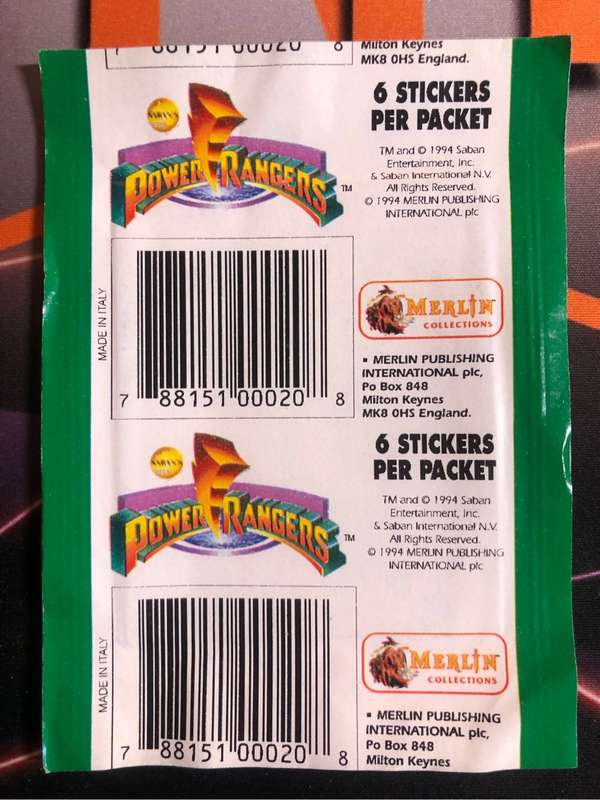 7 88151 00020 8
Milton Keynes
MK8 0HS England.
SABAN'S
POWER RANGERS TM
6 STICKERS
PER PACKET
TM and © 1994 Saban
Entertainment, Inc.
& Saban International N.V.
All Rights Reserved.
© 1994 MERLIN PUBLISHING
INTERNATIONAL plc
MADE IN ITALY
7 88151 00020 8
MERLIN
COLLECTIONS
▪ MERLIN PUBLISHING
INTERNATIONAL plc,
Po Box 848
Milton Keynes
MK8 0HS England.
SABAN'S
POWER RANGERS TM
6 STICKERS
PER PACKET
TM and © 1994 Saban
Entertainment, Inc.
& Saban International N.V.
All Rights Reserved.
© 1994 MERLIN PUBLISHING
INTERNATIONAL plc
MADE IN ITALY
7 88151 00020 8
MERLIN
COLLECTIONS
▪ MERLIN PUBLISHING
INTERNATIONAL plc,
Po Box 848
Milton Keynes